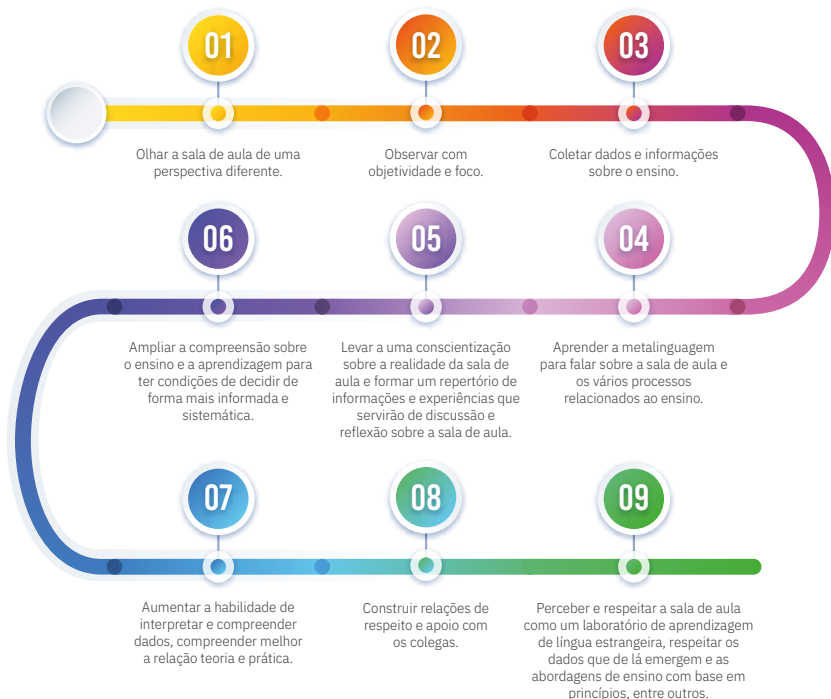 01
Olhar a sala de aula de uma
perspectiva diferente.
02
Observar com
objetividade e foco.
03
Coletar dados e informações
sobre o ensino.
04
Aprender a metalinguagem
para falar sobre a sala de aula e
os vários processos
relacionados ao ensino.
05
Levar a uma conscientização
sobre a realidade da sala de
aula e formar um repertório de
informações e experiências que
servirão de discussão e
reflexão sobre a sala de aula.
06
Ampliar a compreensão sobre
o ensino e a aprendizagem para
ter condições de decidir de
forma mais informada e
sistemática.
07
Aumentar a habilidade de
interpretar e compreender
dados, compreender melhor
a relação teoria e prática.
08
Construir relações de
respeito e apoio com
os colegas.
09
Perceber e respeitar a sala de aula
como um laboratório de aprendizagem
de língua estrangeira, respeitar os
dados que de lá emergem e as
abordagens de ensino com base em
princípios, entre outros.